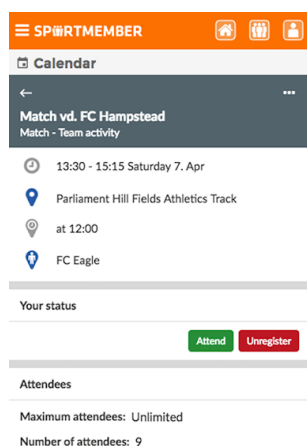 SPORTMEMBER
Calendar
Match vd. FC Hampstead
Match - Team activity
13:30 - 15:15 Saturday 7. Apr
Parliament Hill Fields Athletics Track
at 12:00
FC Eagle
Your status
Attend Unregister
Attendees
Maximum attendees: Unlimited
Number of attendees: 9